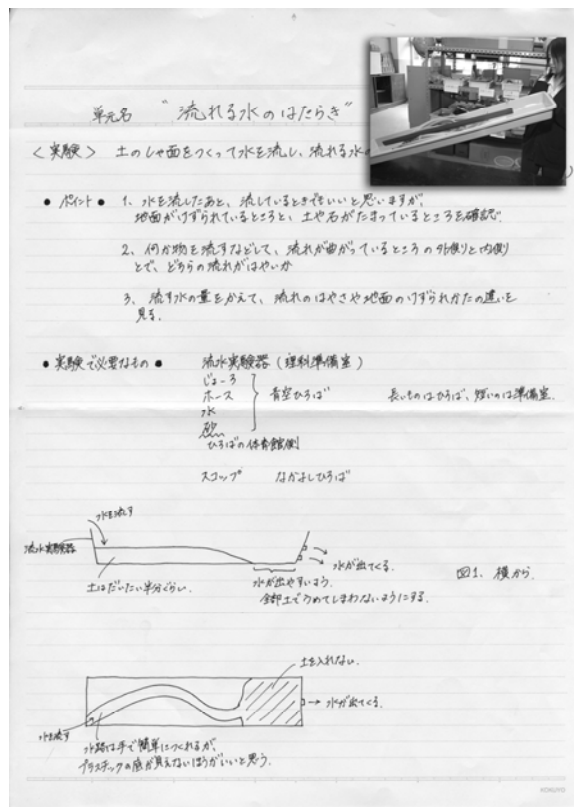 単元名 “流れる水のはたらき”
〈実験〉 土のしゃ面をつくって水を流し、流れる水の
● ポイント ● 1、水を流したあと、流しているときでもいいと思いますが、
地面がけずられているところと、土や石がたまっているところを確認。
2、何か物を流すなどして、流れが曲がっているところの外側と内側
とで、どちらの流れがはやいか
3、流す水の量をかえて、流れのはやさや地面のけずられかたの違いを
見る。
● 実験で必要なもの ● 流水実験器(理科準備室)
じょーろ
ホース 青空ひろば 長いものはひろば、短いのは準備室。
水
砂
ひろばの体育館側
スコップ なかよしひろば
水を流す
流水実験器
水が出てくる。
土はだいたい半分ぐらい。
水が出やすいよう。
全部土でうめてしまわないようにする。
図1、横から。
土を入れない。
水が出てくる。
水を流す
水路は手で簡単につくれるが、
プラスチックの底が見えないほうがいいと思う。
KOKUYO